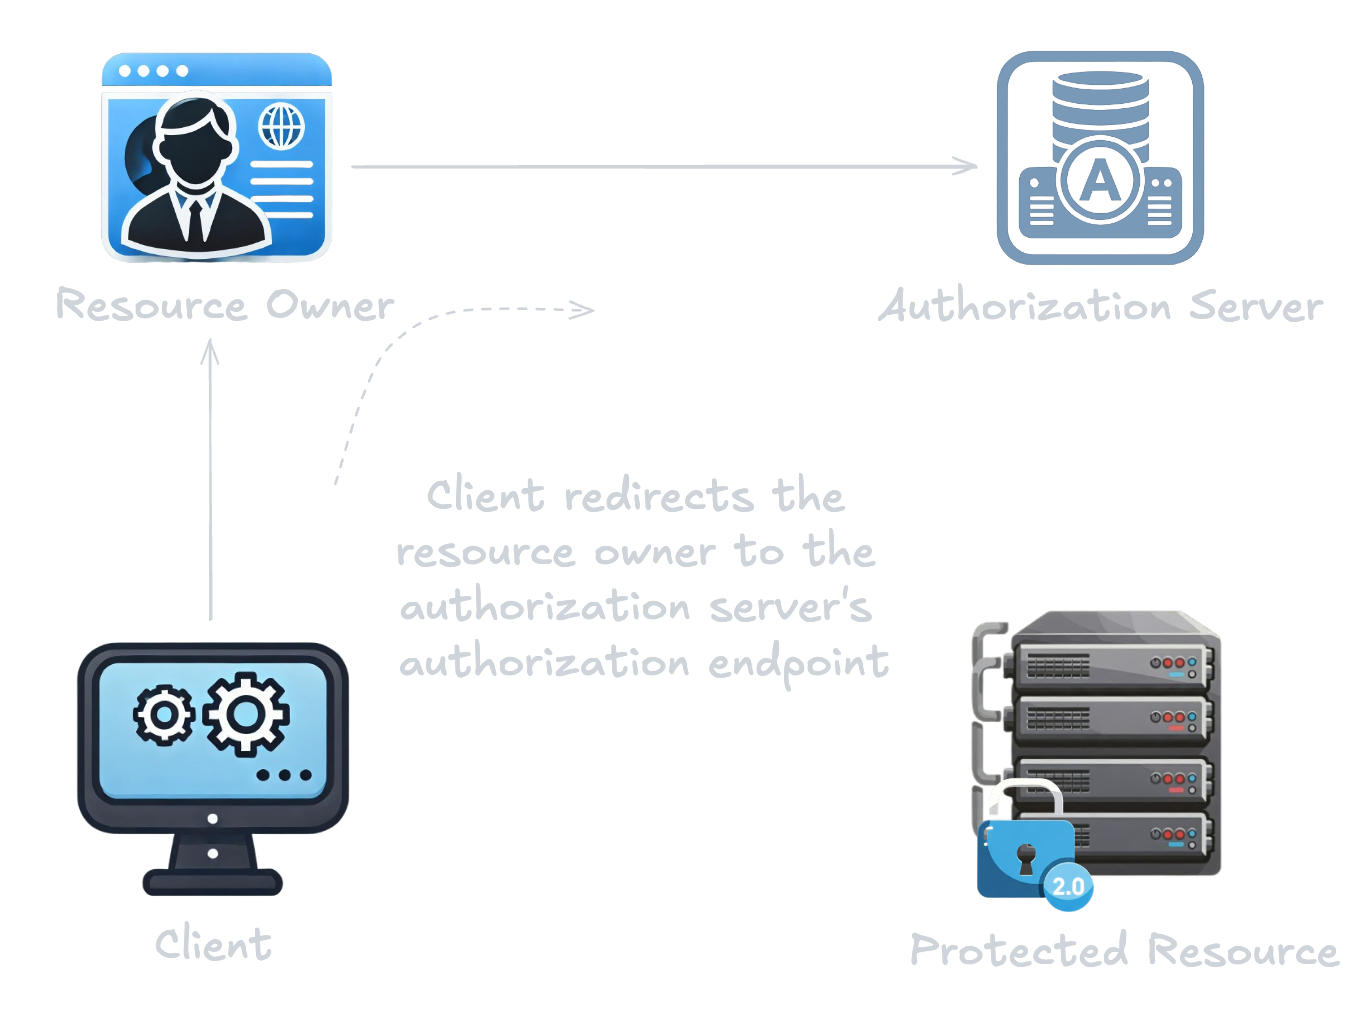 A
Resource Owner
Authorization Server
Client redirects the
resource owner to the
authorization server's
authorization endpoint
2.0
Client
Protected Resource